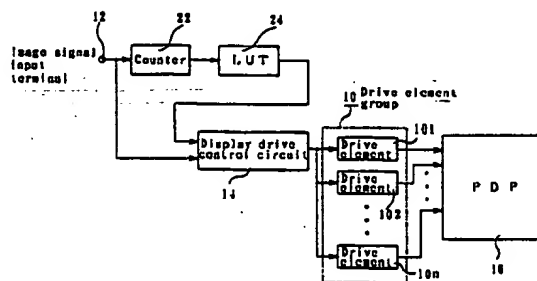 12
Image signal
input
terminal
22
Counter
24
LUT
Display drive
control circuit
14
10
Drive element
group
101
Drive
element
Drive
element
102
Drive
element
10n
PDP
16